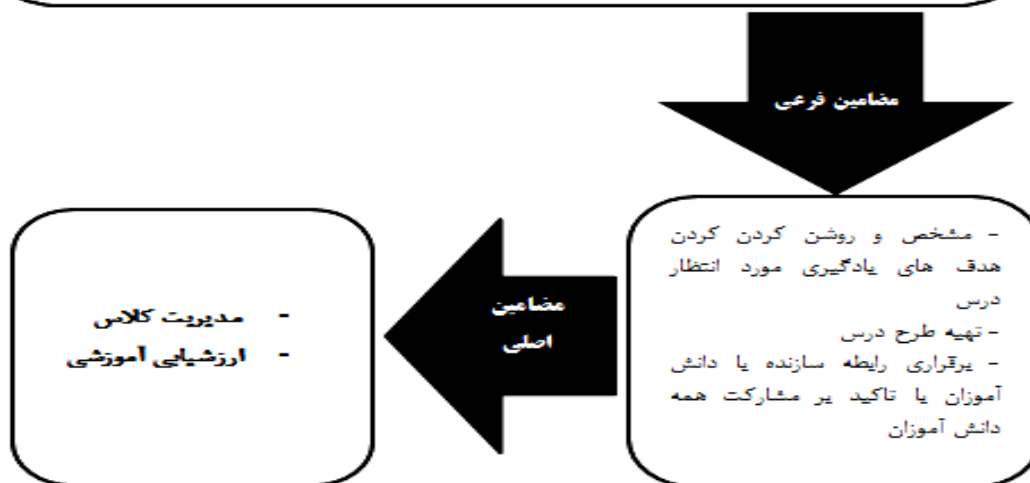 مضامین فرعی
- مشخص و روشن کردن کردن
هدف های یادگیری مورد انتظار
درس
- تهیه طرح درس
- برقراری رابطه سازنده با دانش
آموزان با تاکید بر مشارکت همه
دانش آموزان
مضامین
اصلی
- مدیریت کلاس
- ارزشیابی آموزشی